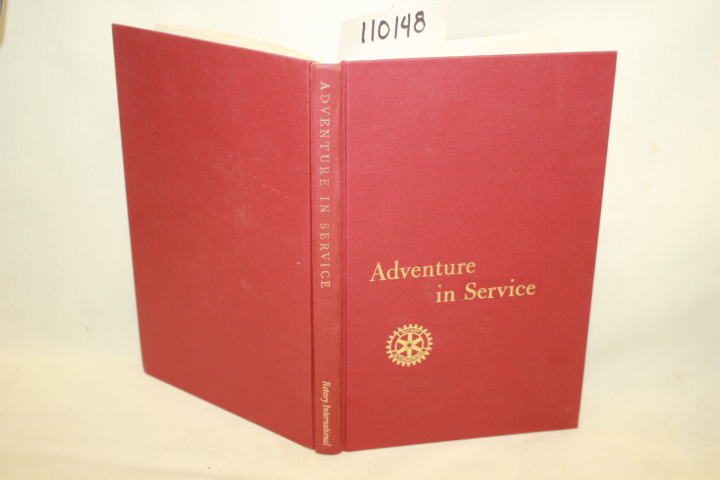 110148
ADVENTURE IN SERVICE
Rotary International
Adventure
in Service